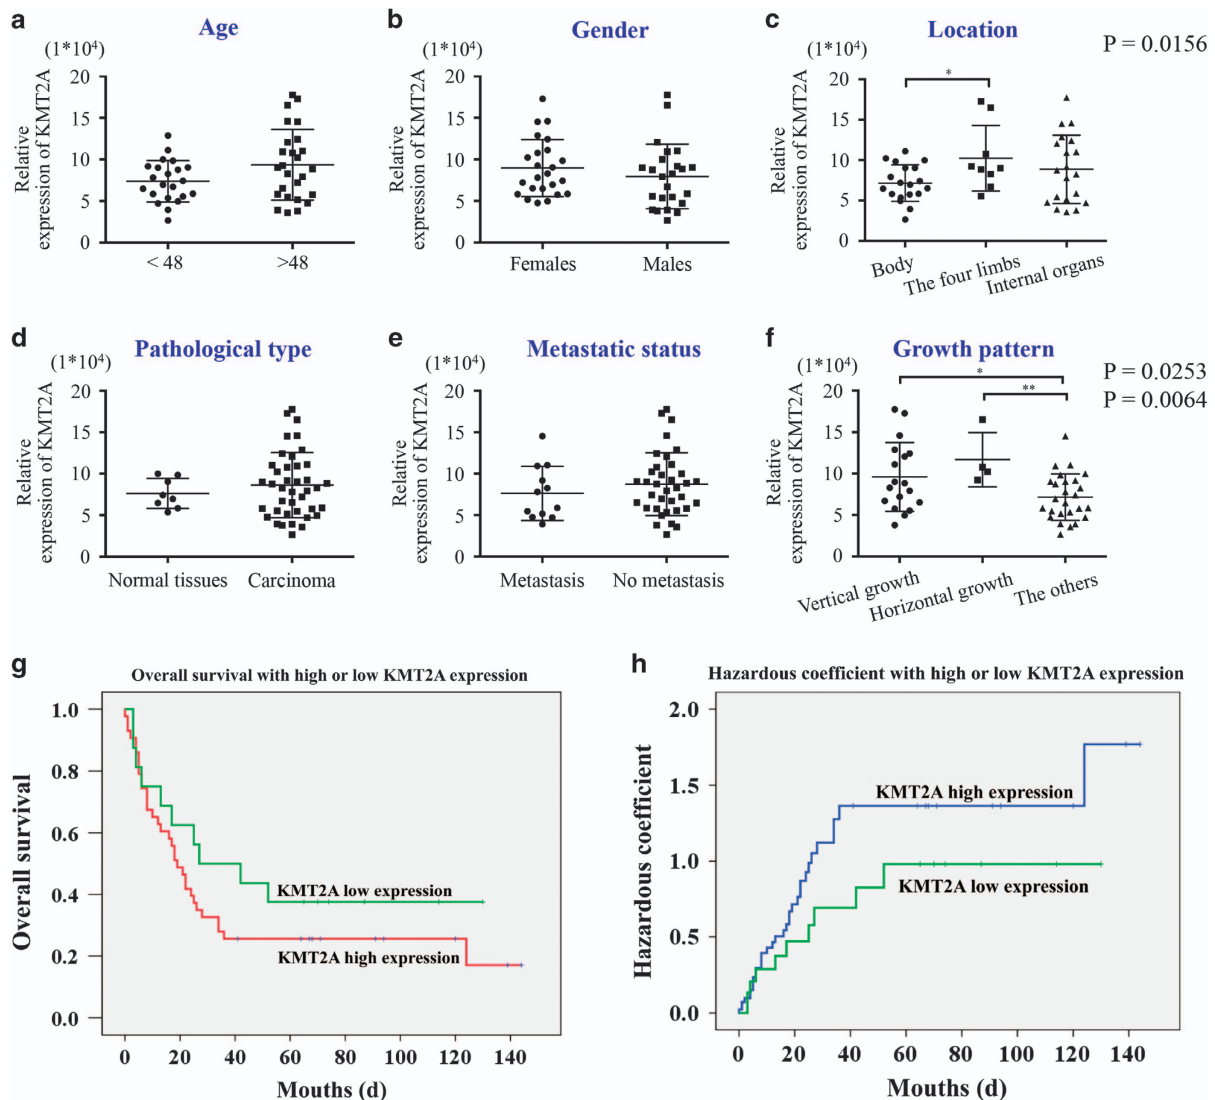 a
Age
(1*10⁴)
Relative
expression of KMT2A
20
15
10
5
0
< 48
>48
b
Gender
(1*10⁴)
Relative
expression of KMT2A
20
15
10
5
0
Females
Males
c
Location
(1*10⁴)
P = 0.0156
Relative
expression of KMT2A
20
15
10
5
0
*
Body
The four limbs
Internal organs
d
Pathological type
(1*10⁴)
Relative
expression of KMT2A
20
15
10
5
0
Normal tissues
Carcinoma
e
Metastatic status
(1*10⁴)
Relative
expression of KMT2A
20
15
10
5
0
Metastasis
No metastasis
f
Growth pattern
(1*10⁴)
P = 0.0253
P = 0.0064
Relative
expression of KMT2A
20
15
10
5
0
*
**
Vertical growth
Horizontal growth
The others
g
Overall survival with high or low KMT2A expression
Overall survival
1.0
0.8
0.6
0.4
0.2
0.0
KMT2A low expression
KMT2A high expression
0 20 40 60 80 100 120 140
Mouths (d)
h
Hazardous coefficient with high or low KMT2A expression
Hazardous coefficient
2.0
1.5
1.0
0.5
0.0
KMT2A high expression
KMT2A low expression
0 20 40 60 80 100 120 140
Mouths (d)